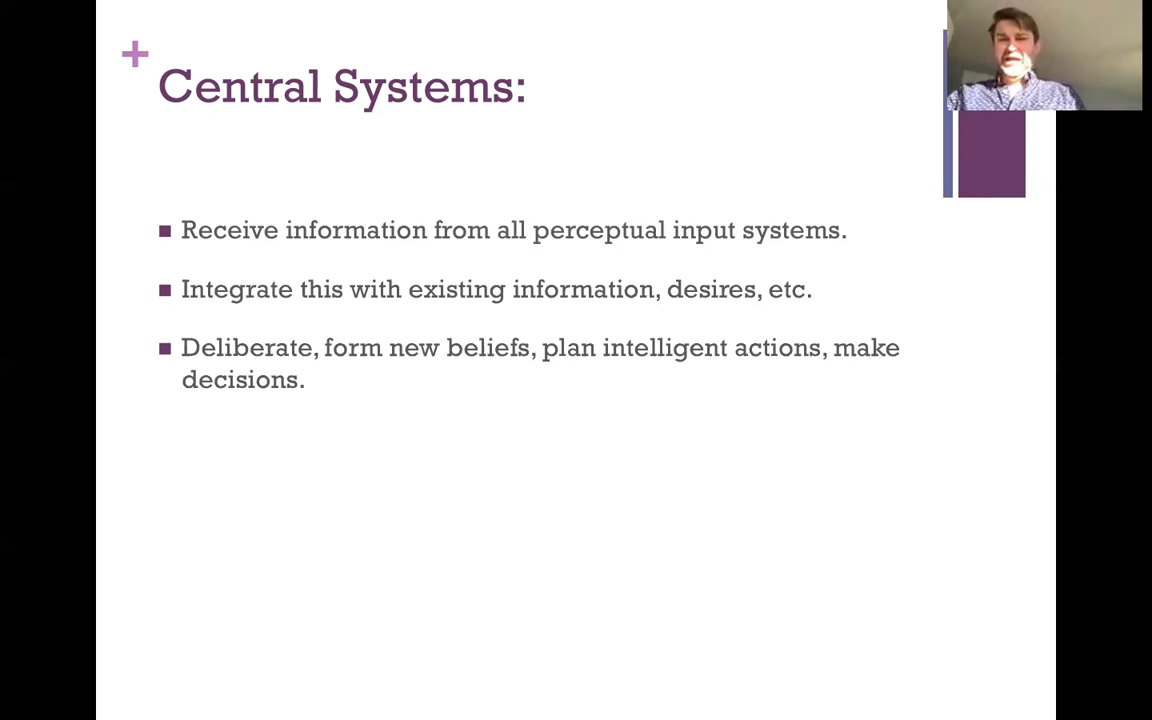 +
Central Systems:
■ Receive information from all perceptual input systems.
■ Integrate this with existing information, desires, etc.
■ Deliberate, form new beliefs, plan intelligent actions, make
decisions.